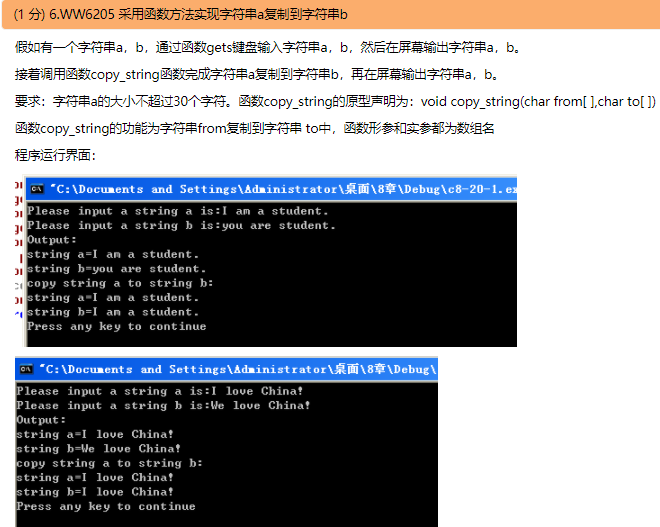 (1 分) 6.WW6205 采用函数方法实现字符串a复制到字符串b
假如有一个字符串a，b，通过函数gets键盘输入字符串a，b，然后在屏幕输出字符串a，b。
接着调用函数copy_string函数完成字符串a复制到字符串b，再在屏幕输出字符串a，b。
要求：字符串a的大小不超过30个字符。函数copy_string的原型声明为：void copy_string(char from[ ],char to[ ])
函数copy_string的功能为字符串from复制到字符串 to中，函数形参和实参都为数组名
程序运行界面：
"C:\Documents and Settings\Administrator\桌面\8章\Debug\c8-20-1.ex
Please input a string a is:I am a student.
Please input a string b is:you are student.
Output:
string a=I am a student.
string b=you are student.
copy string a to string b:
string a=I am a student.
string b=I am a student.
Press any key to continue
"C:\Documents and Settings\Administrator\桌面\8章\Debug\
Please input a string a is:I love China!
Please input a string b is:We love China!
Output:
string a=I love China!
string b=We love China!
copy string a to string b:
string a=I love China!
string b=I love China!
Press any key to continue